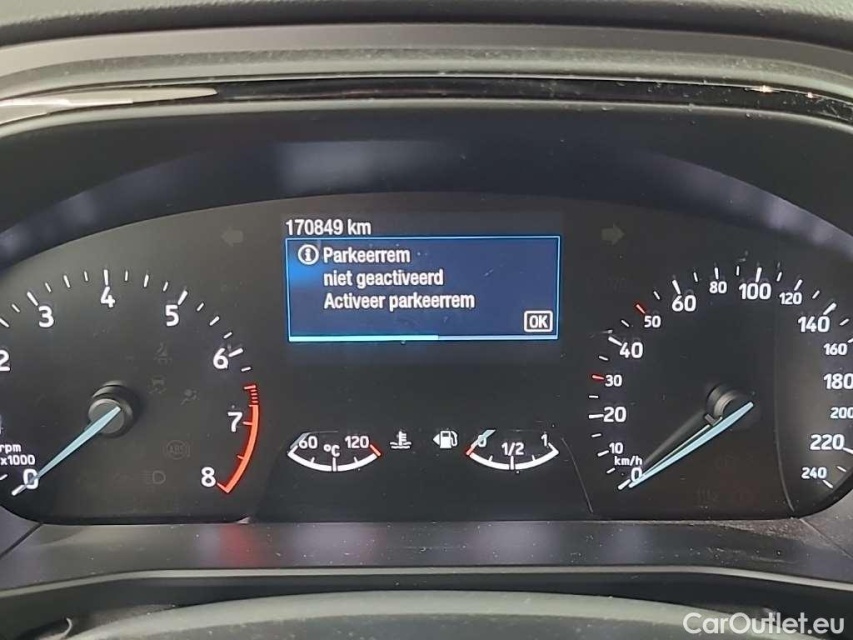 170849 km
Parkeerrem
niet geactiveerd
Activeer parkeerrem
OK
2 3 4 5 6 7 8
rpm
x1000
0
60 °C 120
0 1/2 1
km/h
0 10 20 30 40 50 60 80 100 120 140 160 180 200 220 240
CarOutlet.eu